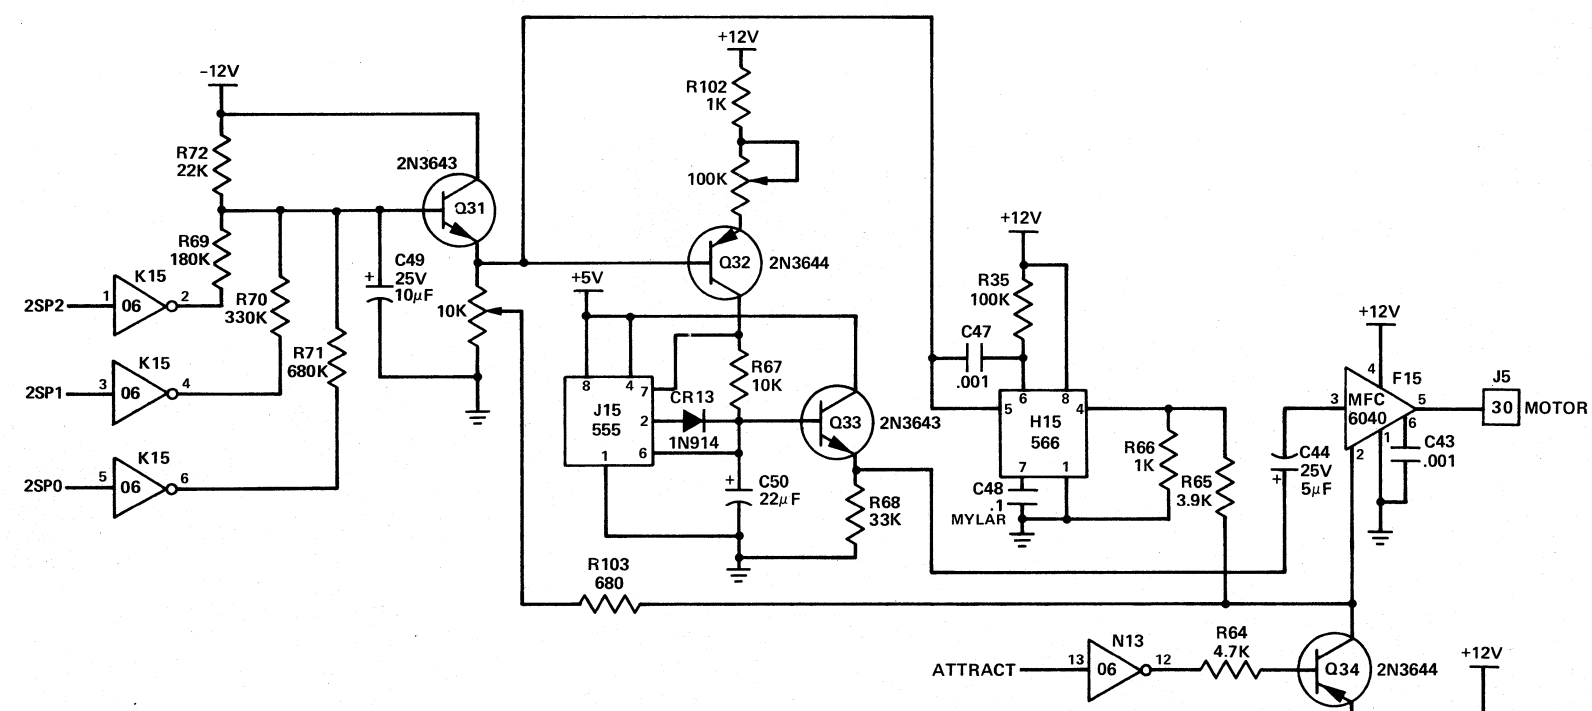 -12V
R72
22K
2N3643
Q31
R69
180K
K15
2SP2
1
06
2
R70
330K
C49
25V
+
10µF
10K
K15
2SP1
3
06
4
R71
680K
K15
2SP0
5
06
6
+12V
R102
1K
100K
Q32
2N3644
+5V
8
4
7
J15
555
2
6
1
R67
10K
CR13
1N914
Q33
2N3643
+
C50
22µF
R68
33K
R103
680
+12V
R35
100K
C47
.001
5
6
8
4
H15
566
7
1
C48
.1
MYLAR
R66
1K
R65
3.9K
+12V
4
F15
3
MFC
6040
5
6
1
2
J5
30
MOTOR
C44
25V
5µF
+
C43
.001
ATTRACT
13
N13
06
12
R64
4.7K
Q34
2N3644
+12V